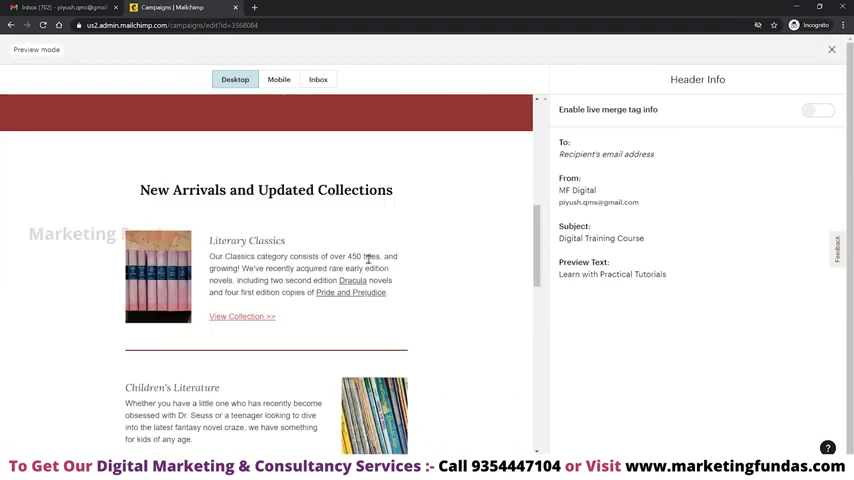 Inbox (702) - piyush.qms@gmail
Campaigns | Mailchimp
us2.admin.mailchimp.com/campaigns/edit?id=3568084
Incognito
Preview mode
Desktop
Mobile
Inbox
Header Info
Enable live merge tag info
To:
Recipient's email address
From:
MF Digital
piyush.qms@gmail.com
Subject:
Digital Training Course
Preview Text:
Learn with Practical Tutorials
Feedback
New Arrivals and Updated Collections
Marketing
Literary Classics
Our Classics category consists of over 450 titles, and
growing! We've recently acquired rare early edition
novels, including two second edition Dracula novels
and four first edition copies of Pride and Prejudice.
View Collection >>
Children's Literature
Whether you have a little one who has recently become
obsessed with Dr. Seuss or a teenager looking to dive
into the latest fantasy novel craze, we have something
for kids of any age.
?
To Get Our Digital Marketing & Consultancy Services :- Call 9354447104 or Visit www.marketingfundas.com